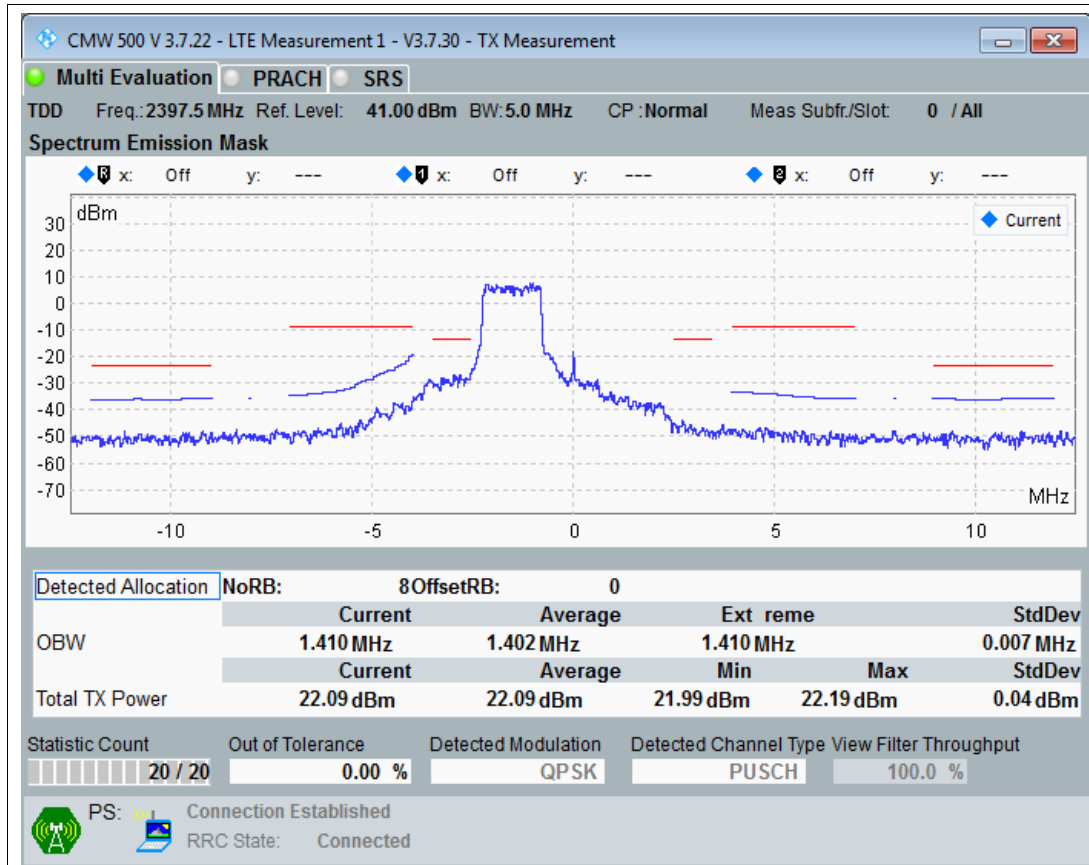 CMW 500 V 3.7.22 - LTE Measurement 1 - V3.7.30 - TX Measurement
Multi Evaluation PRACH SRS
TDD Freq.: 2397.5 MHz Ref. Level: 41.00 dBm BW: 5.0 MHz CP : Normal Meas Subfr./Slot: 0 / All
Spectrum Emission Mask
R x: Off y: --- 1 x: Off y: --- 2 x: Off y: ---
dBm
Current
30
20
10
0
-10
-20
-30
-40
-50
-60
-70
MHz
-10 -5 0 5 10
Detected Allocation NoRB: 8 OffsetRB: 0
Current Average Ext reme StdDev
OBW 1.410 MHz 1.402 MHz 1.410 MHz 0.007 MHz
Current Average Min Max StdDev
Total TX Power 22.09 dBm 22.09 dBm 21.99 dBm 22.19 dBm 0.04 dBm
Statistic Count Out of Tolerance Detected Modulation Detected Channel Type View Filter Throughput
20 / 20 0.00 % QPSK PUSCH 100.0 %
PS: Connection Established
RRC State: Connected